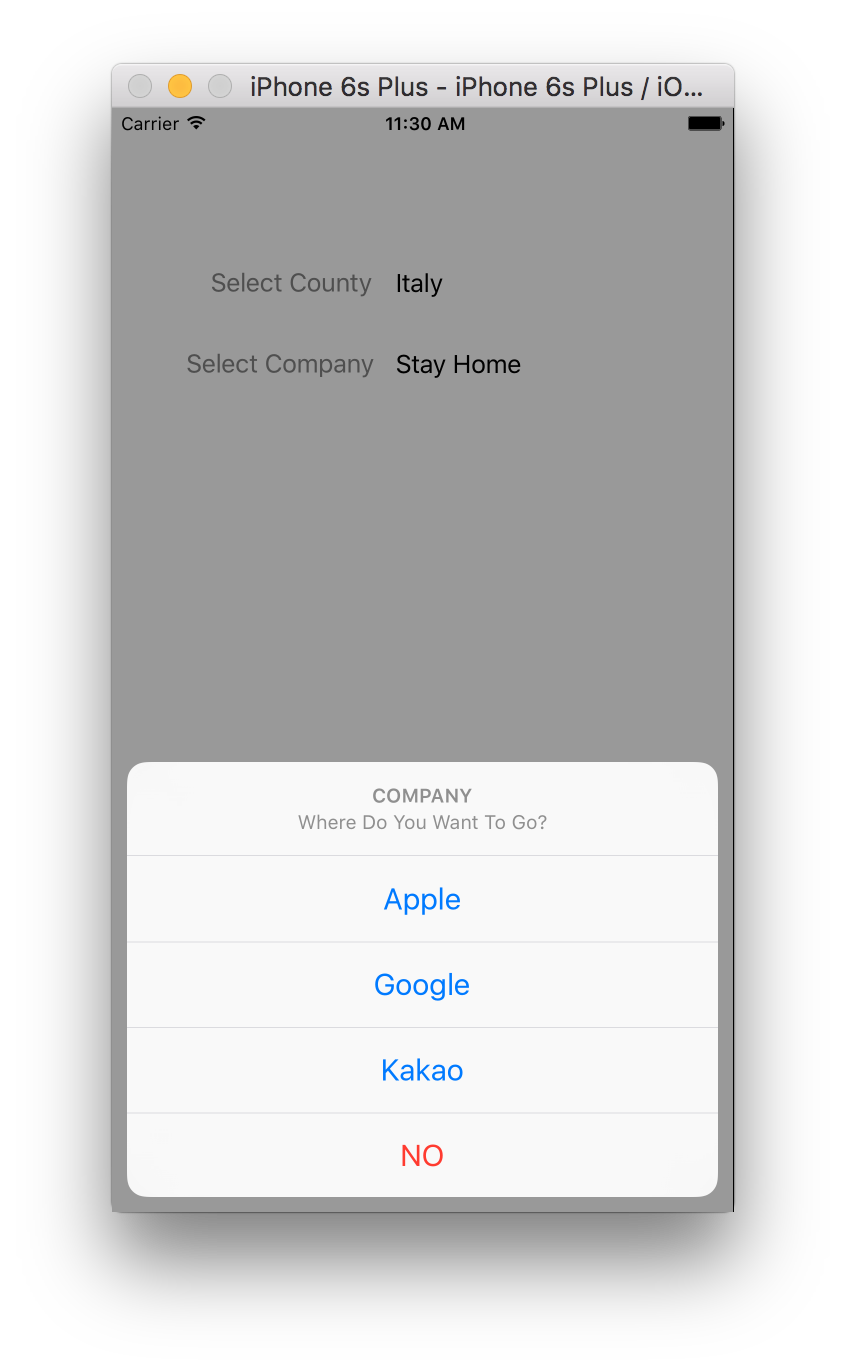 iPhone 6s Plus - iPhone 6s Plus / iO...
Carrier 11:30 AM
Select County Italy
Select Company Stay Home
COMPANY
Where Do You Want To Go?
Apple
Google
Kakao
NO